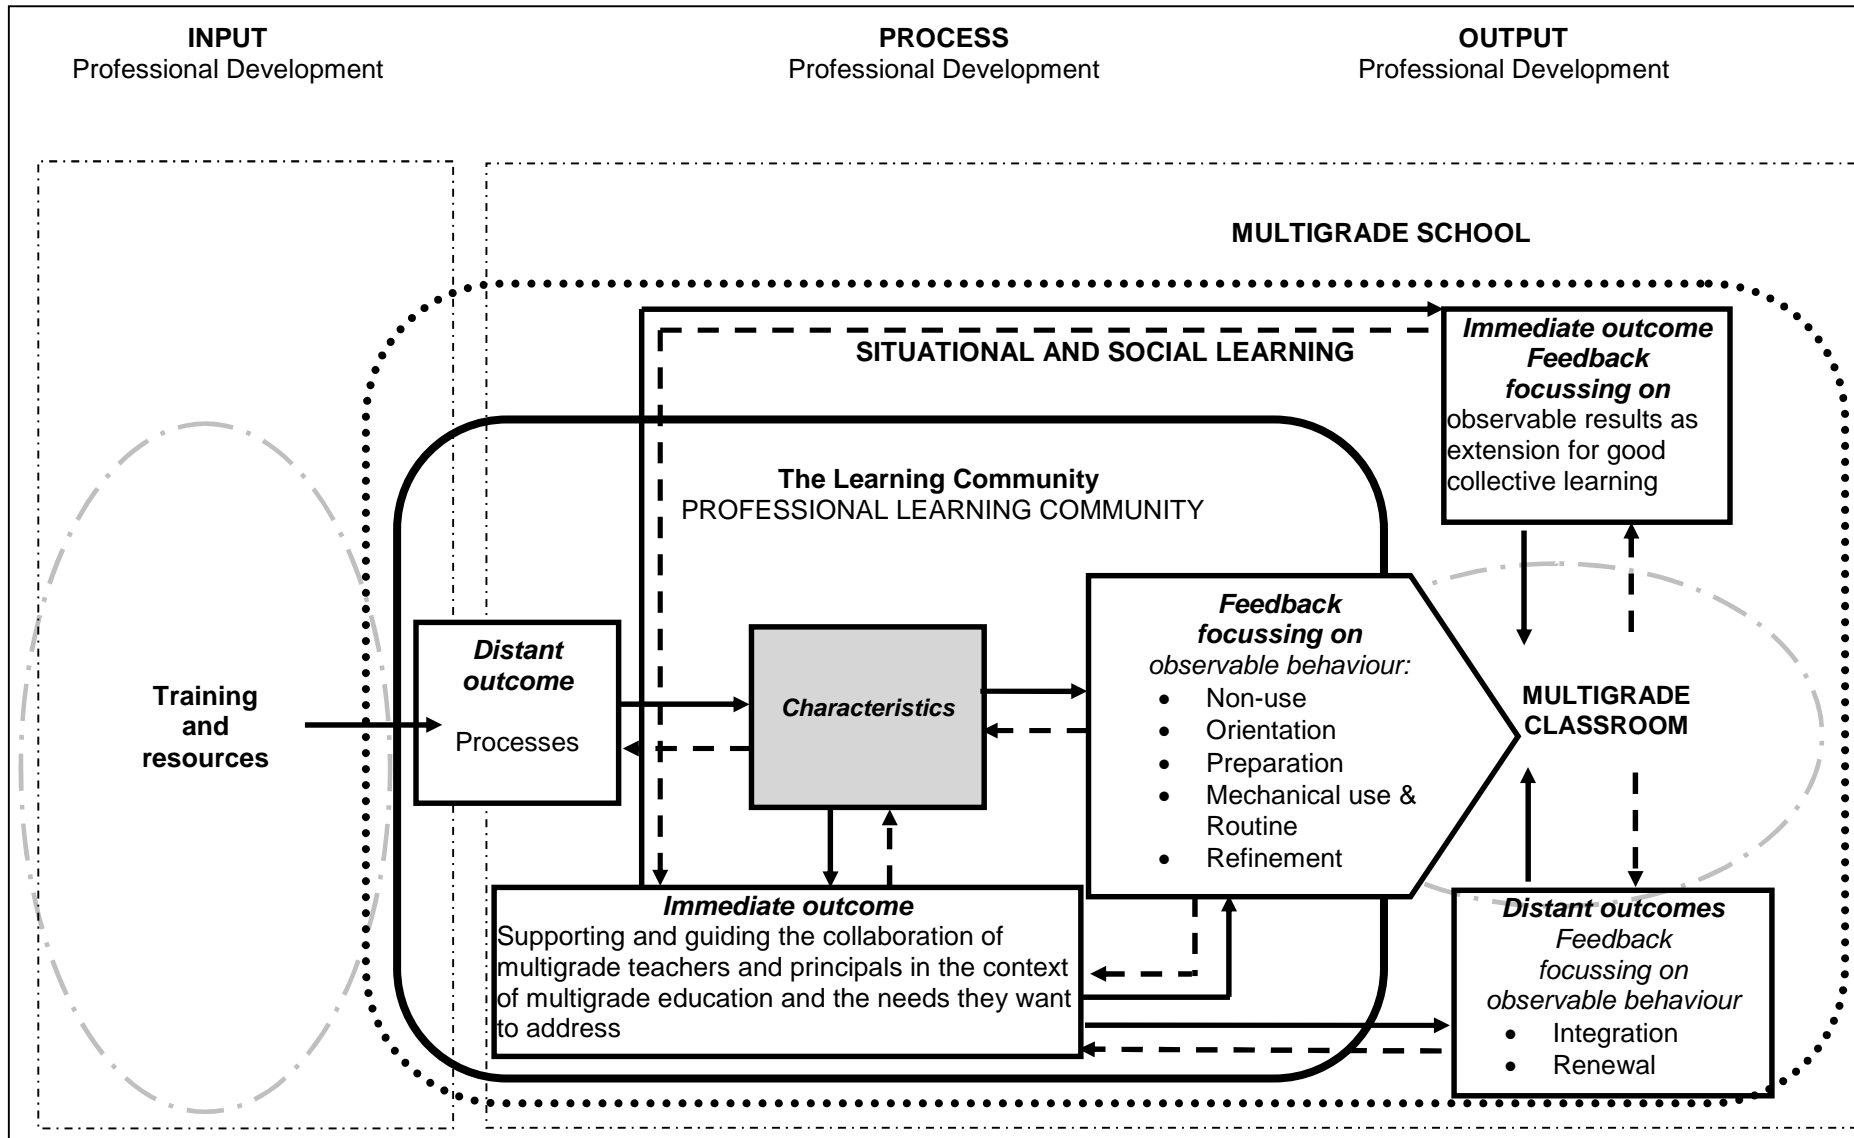 INPUT
Professional Development
PROCESS
Professional Development
OUTPUT
Professional Development
MULTIGRADE SCHOOL
SITUATIONAL AND SOCIAL LEARNING
Immediate outcome
Feedback
focussing on
observable results as
extension for good
collective learning
The Learning Community
PROFESSIONAL LEARNING COMMUNITY
Training
and
resources
Distant
outcome
Processes
Characteristics
Feedback
focussing on
observable behaviour:
• Non-use
• Orientation
• Preparation
• Mechanical use &
Routine
• Refinement
MULTIGRADE
CLASSROOM
Immediate outcome
Supporting and guiding the collaboration of
multigrade teachers and principals in the context
of multigrade education and the needs they want
to address
Distant outcomes
Feedback
focussing on
observable behaviour
• Integration
• Renewal